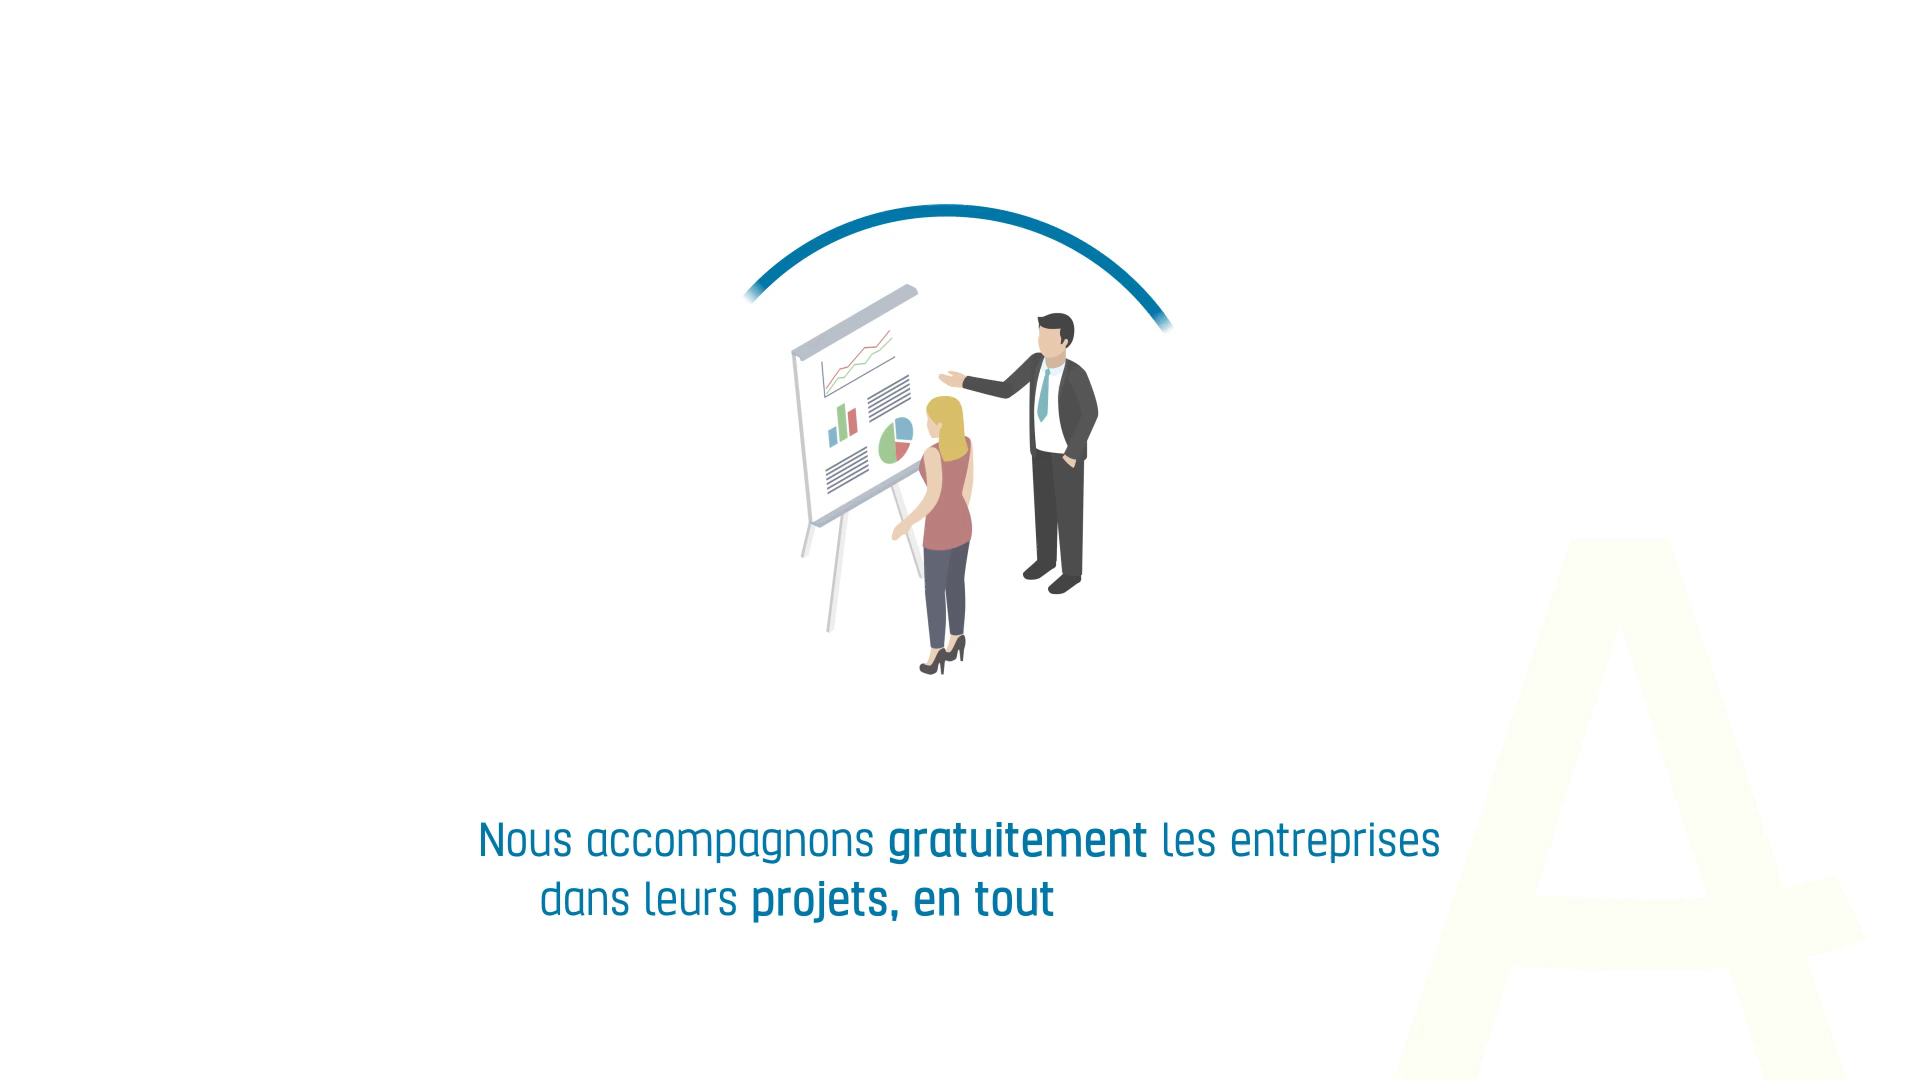 Nous accompagnons gratuitement les entreprises
dans leurs projets, en tout
A